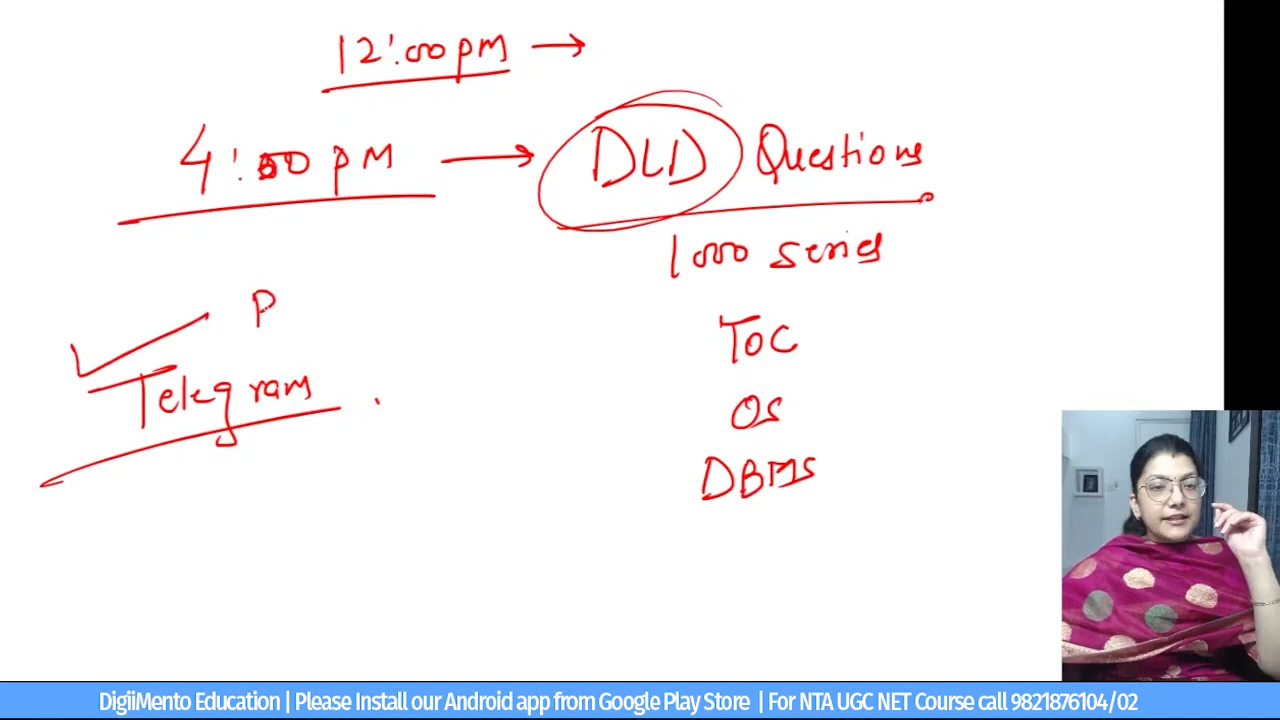 12:00 pm →
4:00 pm → DLD Questions
1000 series
P
TOC
Telegram
OS
DBMS
DigiiMento Education | Please Install our Android app from Google Play Store | For NTA UGC NET Course call 9821876104/02